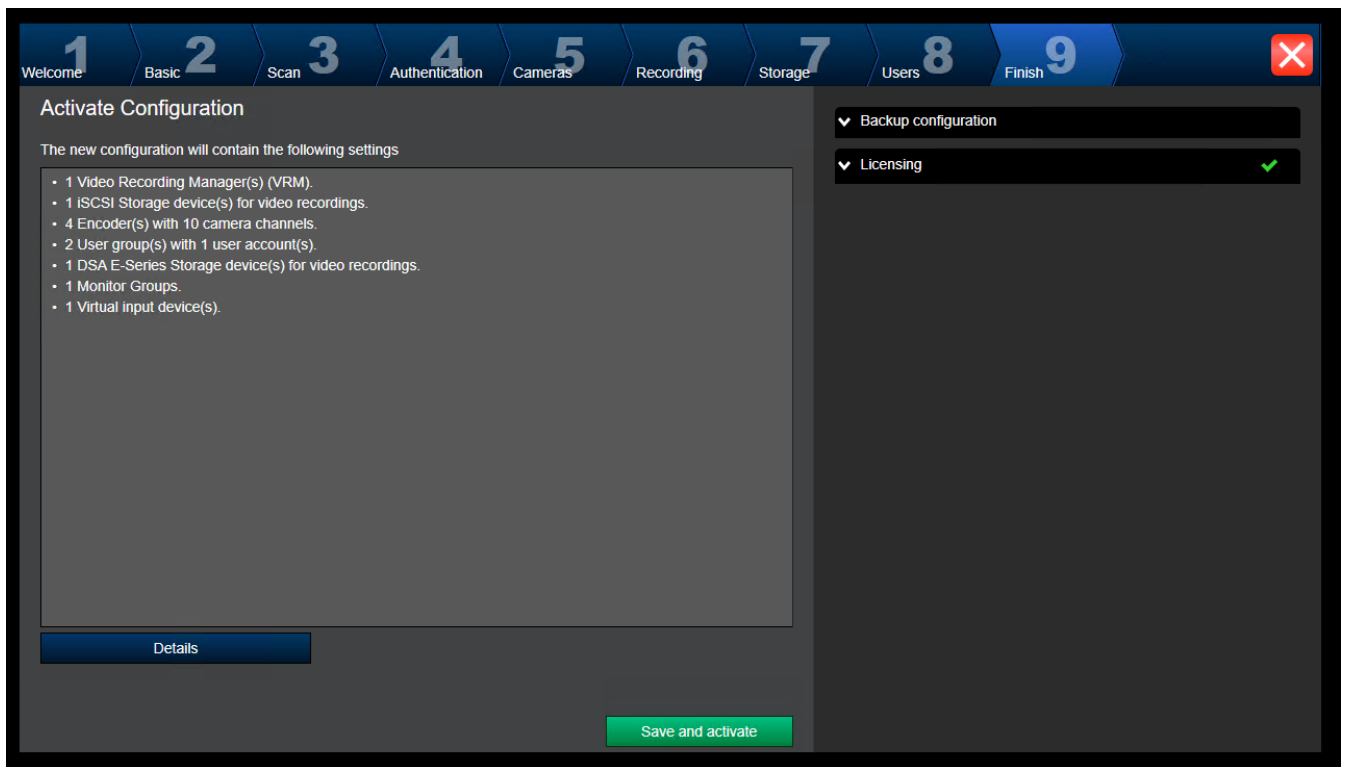 1 2 3 4 5 6 7 8 9
Welcome Basic Scan Authentication Cameras Recording Storage Users Finish
Activate Configuration
The new configuration will contain the following settings
• 1 Video Recording Manager(s) (VRM).
• 1 iSCSI Storage device(s) for video recordings.
• 4 Encoder(s) with 10 camera channels.
• 2 User group(s) with 1 user account(s).
• 1 DSA E-Series Storage device(s) for video recordings.
• 1 Monitor Groups.
• 1 Virtual input device(s).
Details
Save and activate
Backup configuration
Licensing